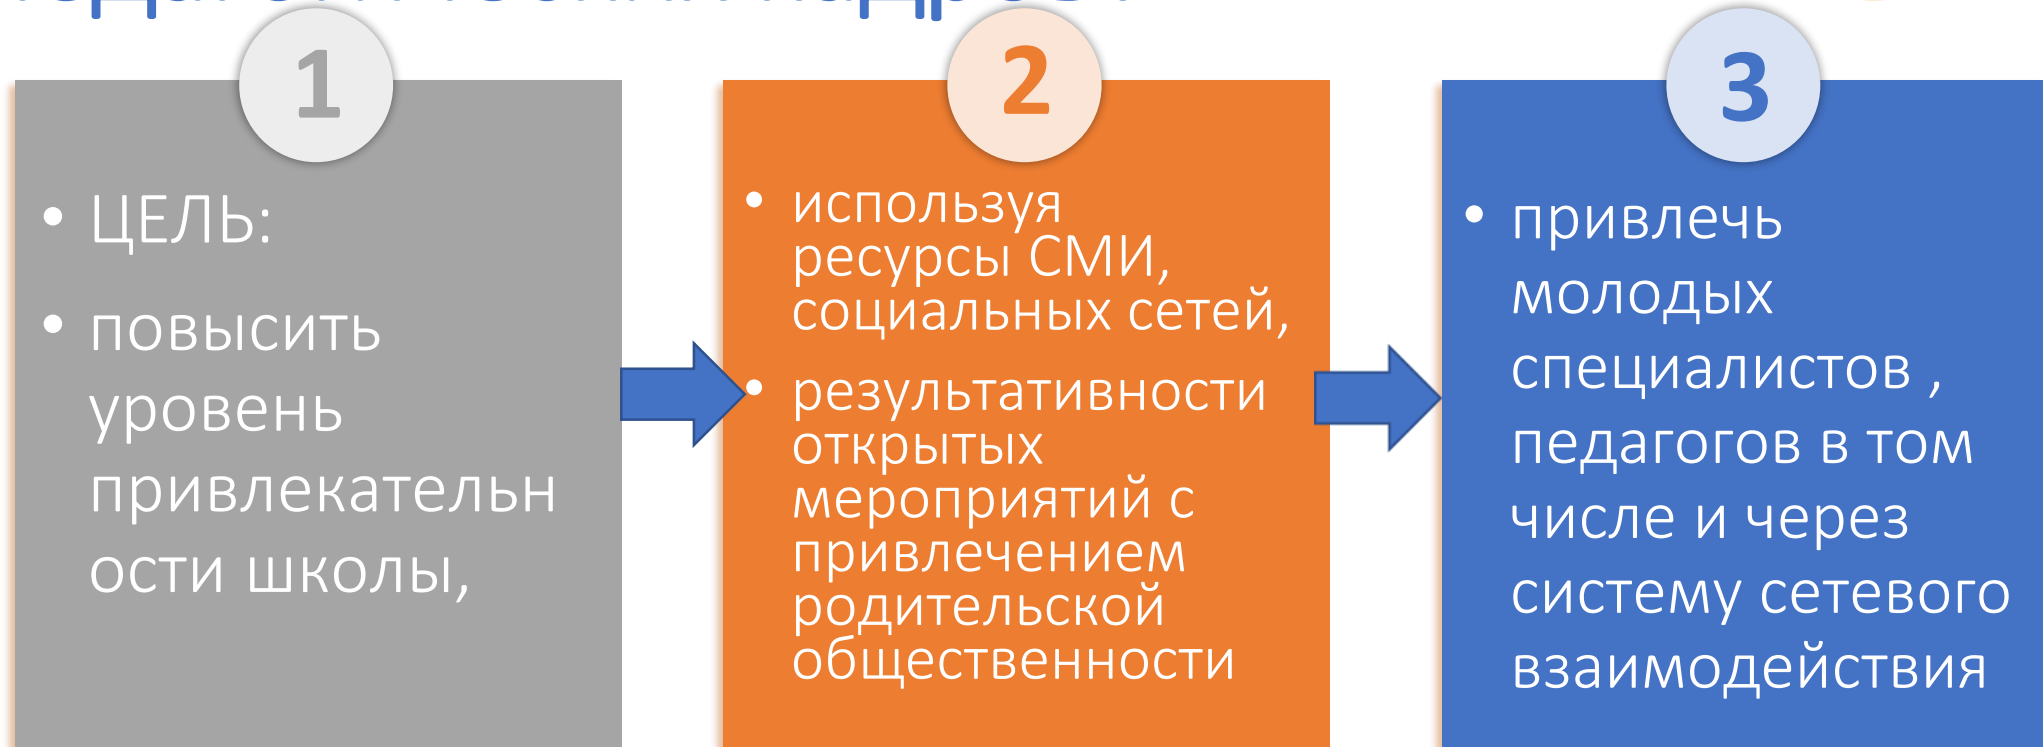 1
• ЦЕЛЬ:
• повысить
уровень
привлекательн
ости школы,
2
• используя
ресурсы СМИ,
социальных сетей,
• результативности
открытых
мероприятий с
привлечением
родительской
общественности
3
• привлечь
молодых
специалистов ,
педагогов в том
числе и через
систему сетевого
взаимодействия